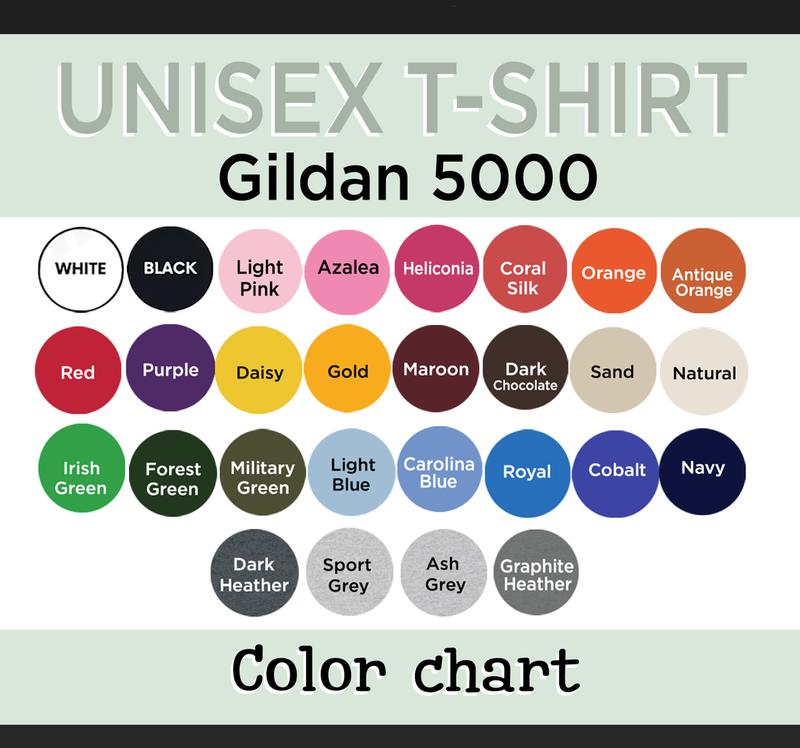 UNISEX T-SHIRT
Gildan 5000
WHITE
BLACK
Light
Pink
Azalea
Heliconia
Coral
Silk
Orange
Antique
Orange
Red
Purple
Daisy
Gold
Maroon
Dark
Chocolate
Sand
Natural
Irish
Green
Forest
Green
Military
Green
Light
Blue
Carolina
Blue
Royal
Cobalt
Navy
Dark
Heather
Sport
Grey
Ash
Grey
Graphite
Heather
Color chart